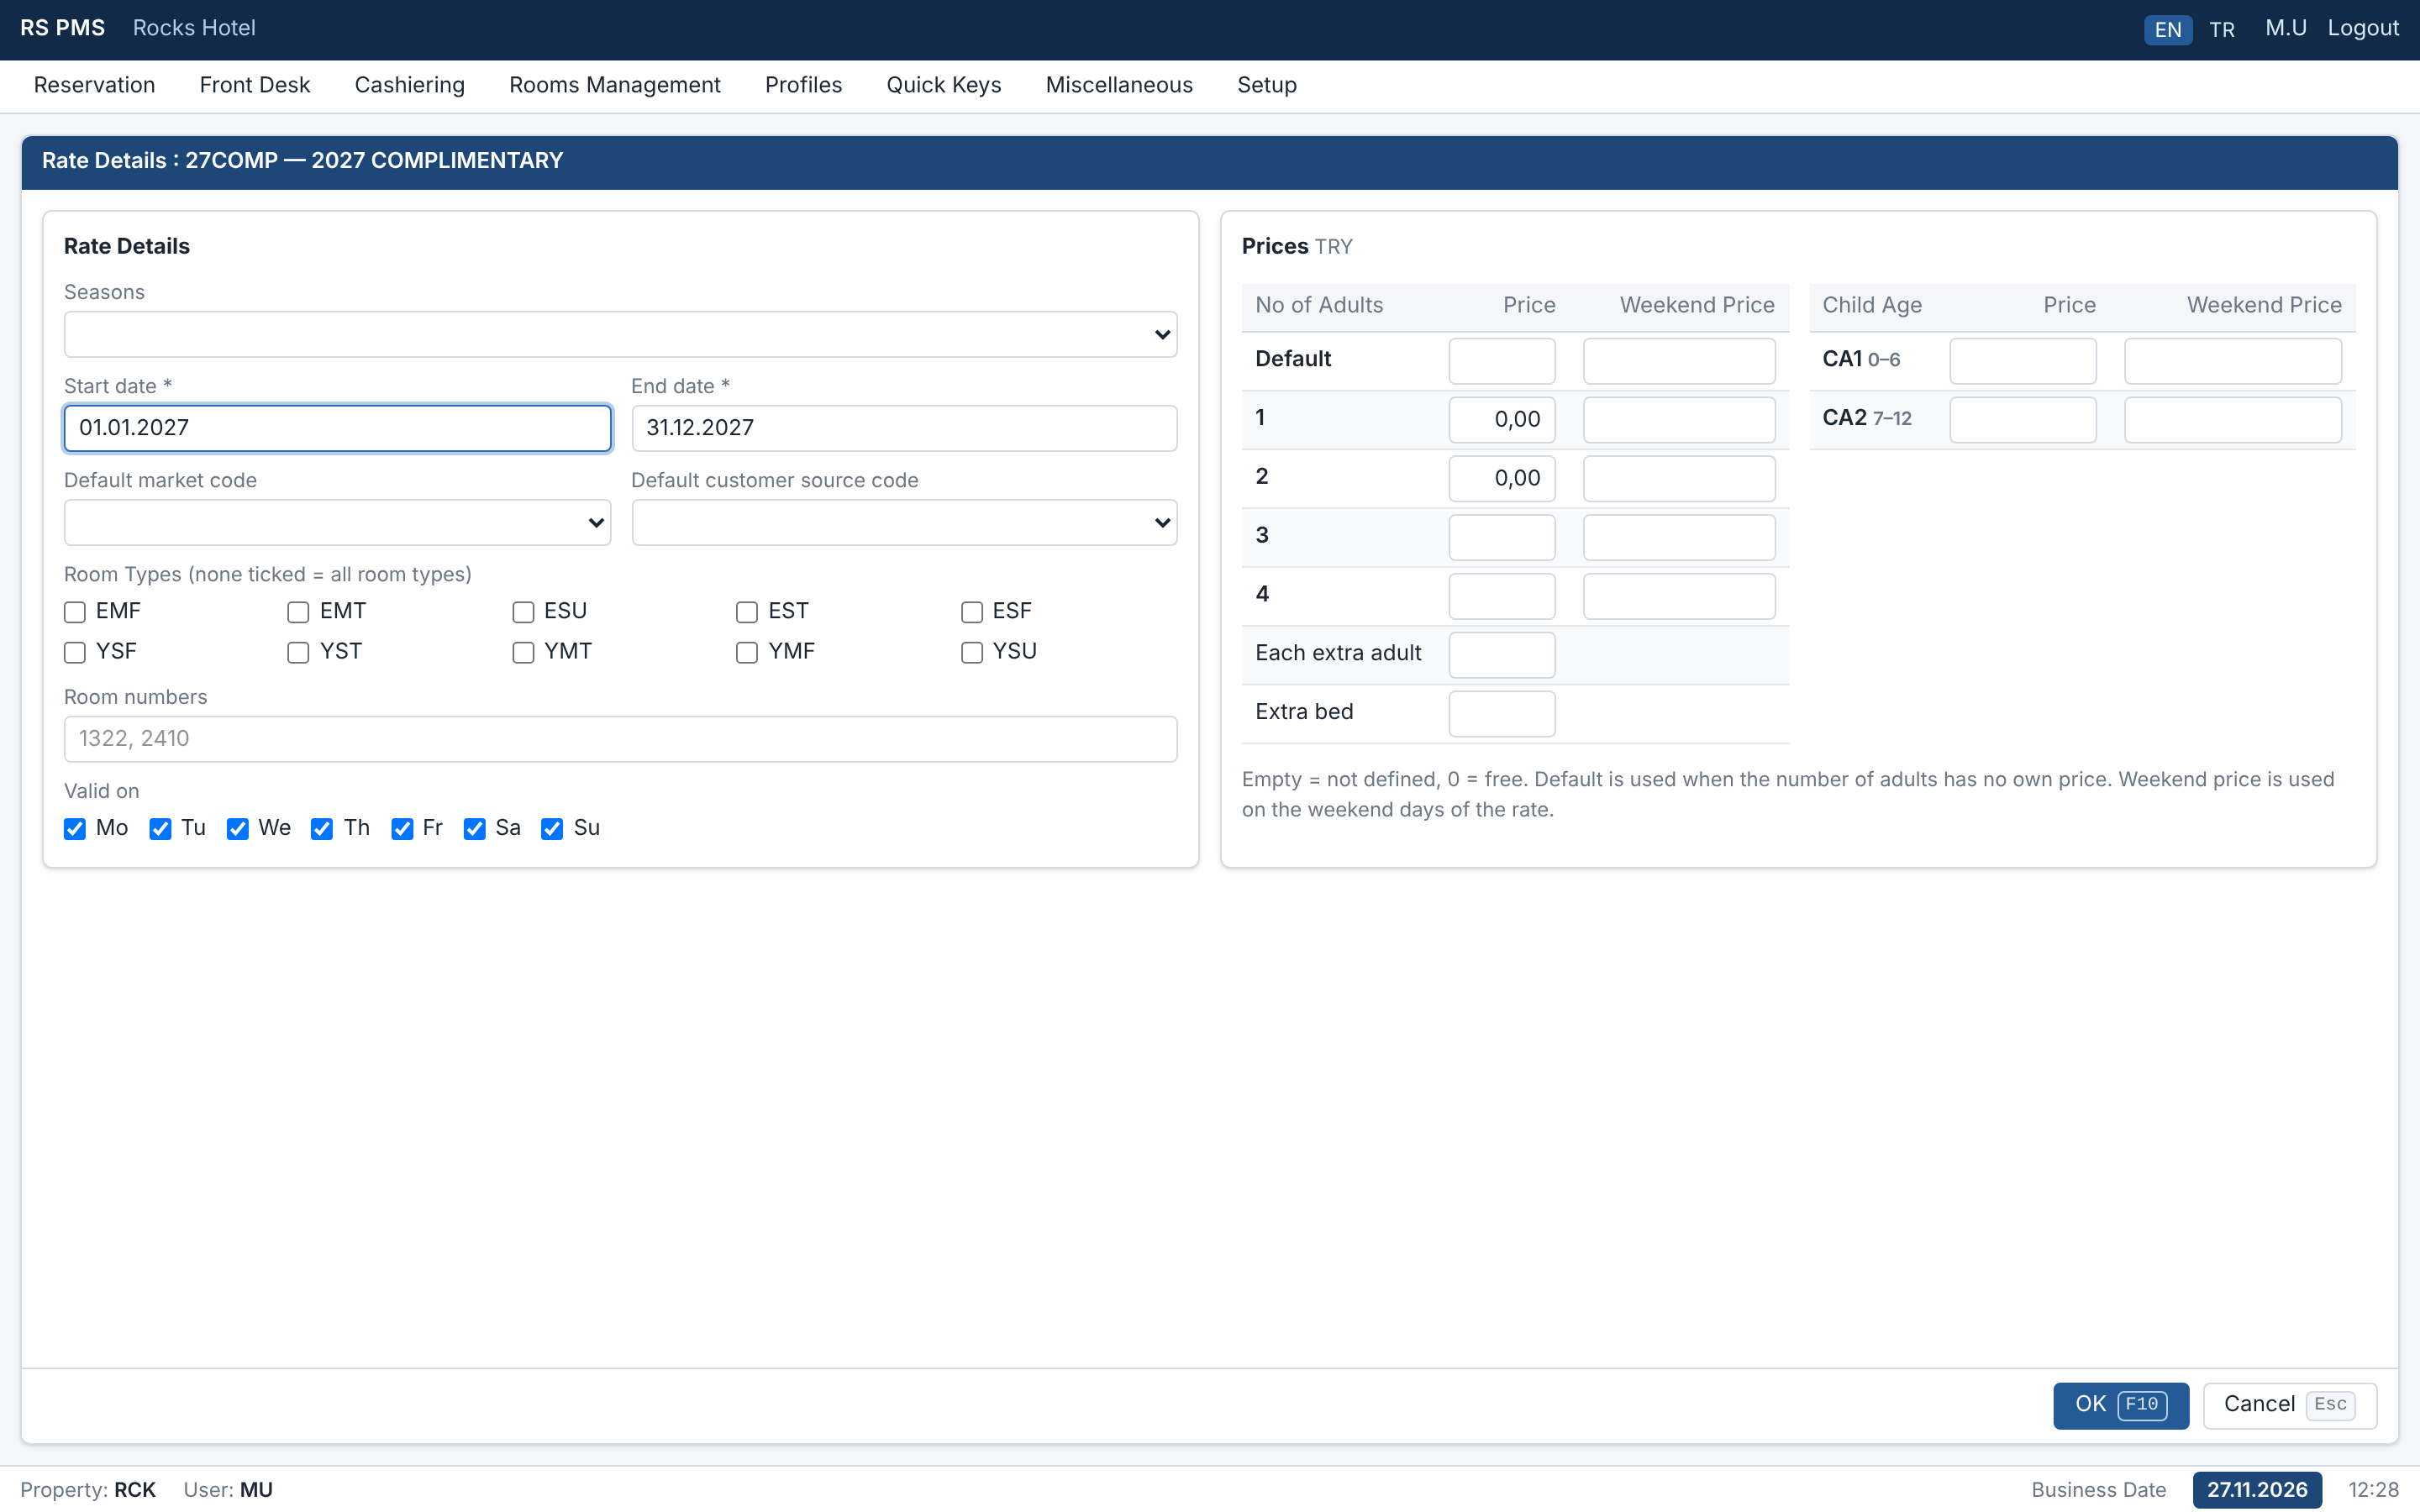 RS PMS Rocks Hotel EN TR M.U Logout
Reservation Front Desk Cashiering Rooms Management Profiles Quick Keys Miscellaneous Setup
Rate Details : 27COMP — 2027 COMPLIMENTARY
Rate Details
Seasons
Start date * End date *
01.01.2027 31.12.2027
Default market code Default customer source code
Room Types (none ticked = all room types)
EMF EMT ESU EST ESF
YSF YST YMT YMF YSU
Room numbers
1322, 2410
Valid on
Mo Tu We Th Fr Sa Su
Prices TRY
No of Adults Price Weekend Price
Default
1 0,00
2 0,00
3
4
Each extra adult
Extra bed
Child Age Price Weekend Price
CA1 0–6
CA2 7–12
Empty = not defined, 0 = free. Default is used when the number of adults has no own price. Weekend price is used
on the weekend days of the rate.
OK F10 Cancel Esc
Property: RCK User: MU Business Date 27.11.2026 12:28